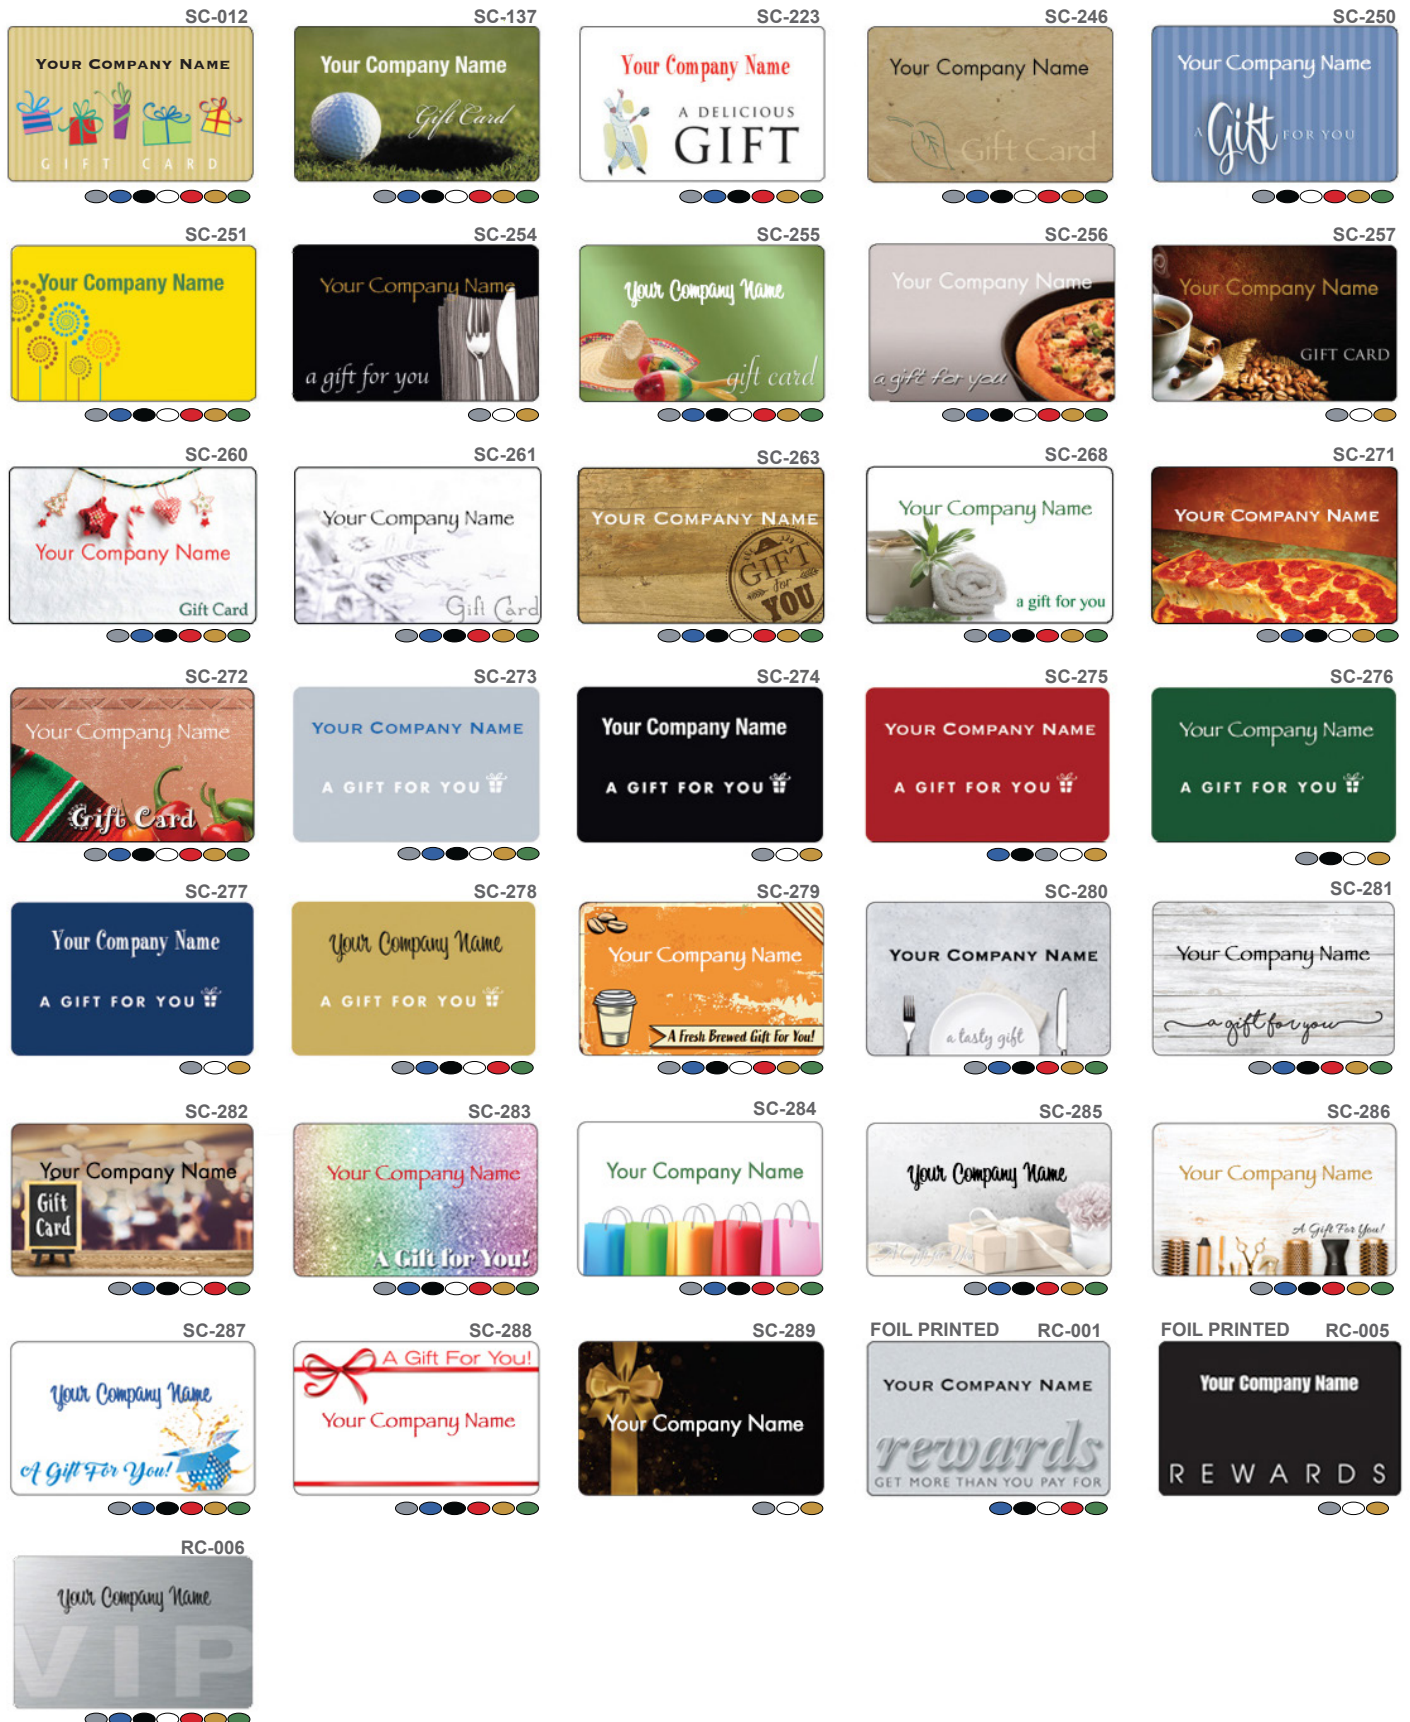 SC-012
YOUR COMPANY NAME
GIFT CARD
SC-137
Your Company Name
Gift Card
SC-223
Your Company Name
A DELICIOUS
GIFT
SC-246
Your Company Name
Gift Card
SC-250
Your Company Name
A Gift FOR YOU
SC-251
Your Company Name
SC-254
Your Company Name
a gift for you
SC-255
Your Company Name
gift card
SC-256
Your Company Name
a gift for you
SC-257
Your Company Name
GIFT CARD
SC-260
Your Company Name
Gift Card
SC-261
Your Company Name
Gift Card
SC-263
YOUR COMPANY NAME
GIFT
for
YOU
SC-268
Your Company Name
a gift for you
SC-271
YOUR COMPANY NAME
SC-272
Your Company Name
Gift Card
SC-273
YOUR COMPANY NAME
A GIFT FOR YOU
SC-274
Your Company Name
A GIFT FOR YOU
SC-275
YOUR COMPANY NAME
A GIFT FOR YOU
SC-276
Your Company Name
A GIFT FOR YOU
SC-277
Your Company Name
A GIFT FOR YOU
SC-278
Your Company Name
A GIFT FOR YOU
SC-279
Your Company Name
A Fresh Brewed Gift For You!
SC-280
YOUR COMPANY NAME
a tasty gift
SC-281
Your Company Name
a gift for you
SC-282
Your Company Name
Gift
Card
SC-283
Your Company Name
A Gift for You!
SC-284
Your Company Name
SC-285
Your Company Name
A Gift for You
SC-286
Your Company Name
A Gift For You!
SC-287
Your Company Name
A Gift For You!
SC-288
A Gift For You!
Your Company Name
SC-289
Your Company Name
FOIL PRINTED RC-001
YOUR COMPANY NAME
rewards
GET MORE THAN YOU PAY FOR
FOIL PRINTED RC-005
Your Company Name
REWARDS
RC-006
Your Company Name
VIP